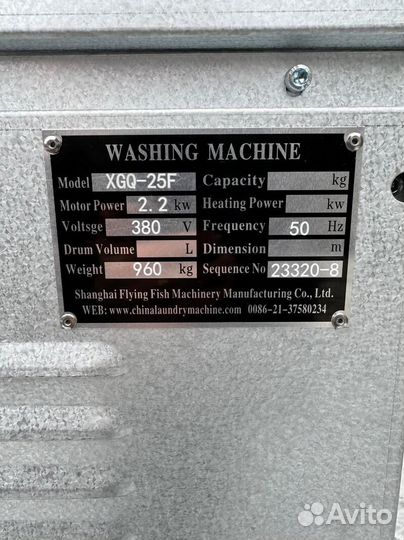 WASHING MACHINE
Model XGQ-25F Capacity kg
Motor Power 2.2 kw Heating Power kw
Voltsge 380 V Frequency 50 Hz
Drum Volume L Dimension m
Weight 960 kg Sequence No 23320-8
Shanghai Flying Fish Machinery Manufacturing Co., Ltd.
WEB: www.chinalaundrymachine.com 0086-21-37580234
Avito